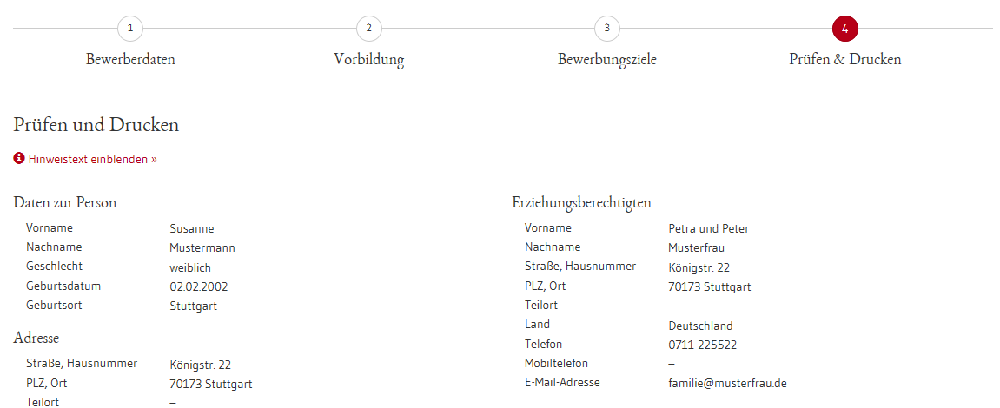 1 2 3 4
Bewerberdaten Vorbildung Bewerbungsziele Prüfen & Drucken
Prüfen und Drucken
Hinweistext einblenden »
Daten zur Person
Vorname Susanne
Nachname Mustermann
Geschlecht weiblich
Geburtsdatum 02.02.2002
Geburtsort Stuttgart
Adresse
Straße, Hausnummer Königstr. 22
PLZ, Ort 70173 Stuttgart
Teilort –
Erziehungsberechtigten
Vorname Petra und Peter
Nachname Musterfrau
Straße, Hausnummer Königstr. 22
PLZ, Ort 70173 Stuttgart
Teilort –
Land Deutschland
Telefon 0711-225522
Mobiltelefon –
E-Mail-Adresse familie@musterfrau.de